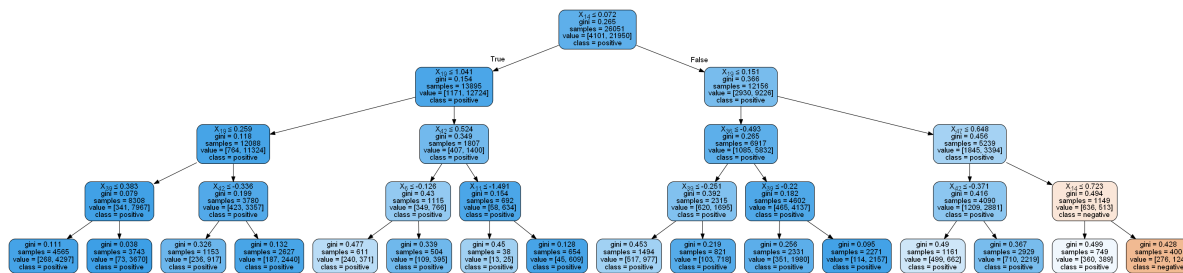 X14 ≤ 0.072
gini = 0.265
samples = 26051
value = [4101, 21950]
class = positive
True
False
X19 ≤ 1.041
gini = 0.154
samples = 13895
value = [1171, 12724]
class = positive
X19 ≤ 0.151
gini = 0.366
samples = 12156
value = [2930, 9226]
class = positive
X19 ≤ 0.259
gini = 0.118
samples = 12088
value = [764, 11324]
class = positive
X42 ≤ 0.524
gini = 0.349
samples = 1807
value = [407, 1400]
class = positive
gini = 0.265
samples = 6917
value = [1085, 5832]
class = positive
gini = 0.456
samples = 5239
value = [1845, 3394]
class = positive
gini = 0.079
samples = 8308
value = [341, 7967]
class = positive
X42 ≤ -0.336
gini = 0.199
samples = 3780
value = [423, 3357]
class = positive
gini = 0.43
samples = 1115
value = [349, 766]
class = positive
X11 ≤ -1.491
gini = 0.154
samples = 692
value = [58, 634]
class = positive
gini = 0.392
samples = 2315
value = [620, 1695]
class = positive
gini = 0.182
samples = 4602
value = [465, 4137]
class = positive
X42 ≤ -0.371
gini = 0.416
samples = 4090
value = [1209, 2881]
class = positive
X14 ≤ 0.723
gini = 0.494
samples = 1149
value = [636, 513]
class = negative
gini = 0.111
samples = 4565
value = [268, 4297]
class = positive
gini = 0.038
samples = 3743
value = [73, 3670]
class = positive
gini = 0.326
samples = 1153
value = [236, 917]
class = positive
gini = 0.132
samples = 2627
value = [187, 2440]
class = positive
gini = 0.477
samples = 611
value = [240, 371]
class = positive
gini = 0.339
samples = 504
value = [109, 395]
class = positive
gini = 0.45
samples = 38
value = [13, 25]
class = positive
gini = 0.128
samples = 654
value = [45, 609]
class = positive
gini = 0.453
samples = 1494
value = [517, 977]
class = positive
gini = 0.219
samples = 821
value = [103, 718]
class = positive
gini = 0.256
samples = 2331
value = [351, 1980]
class = positive
gini = 0.095
samples = 2271
value = [114, 2157]
class = positive
gini = 0.49
samples = 1161
value = [499, 662]
class = positive
gini = 0.367
samples = 2929
value = [710, 2219]
class = positive
gini = 0.499
samples = 749
value = [360, 389]
class = positive
gini = 0.428
samples = 400
value = [276, 124]
class = negative